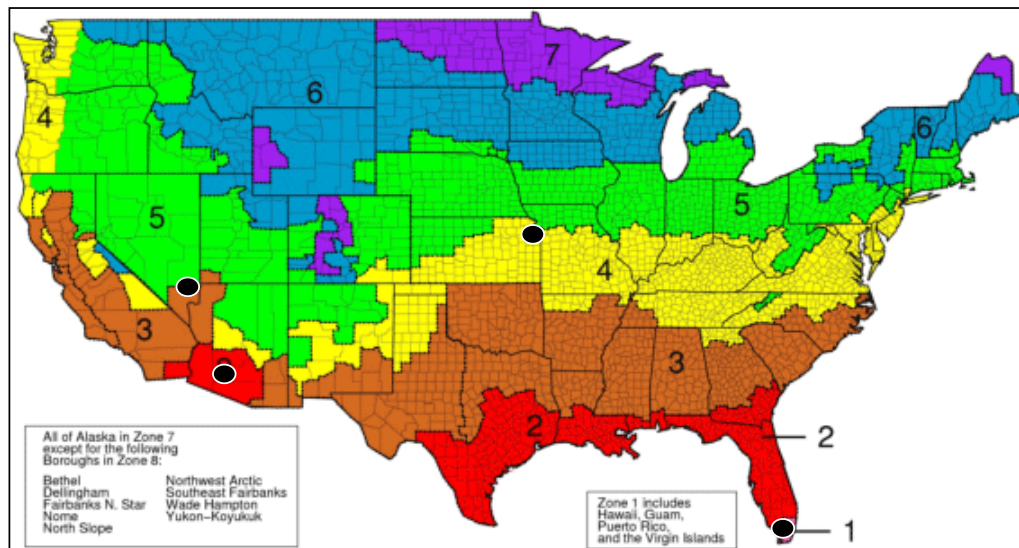 7
6
4
6
5
5
4
3
3
2
2
1
All of Alaska in Zone 7
except for the following
Boroughs in Zone 8:
Bethel
Dellingham
Fairbanks N. Star
Nome
North Slope
Northwest Arctic
Southeast Fairbanks
Wade Hampton
Yukon-Koyukuk
Zone 1 includes
Hawaii, Guam,
Puerto Rico,
and the Virgin Islands